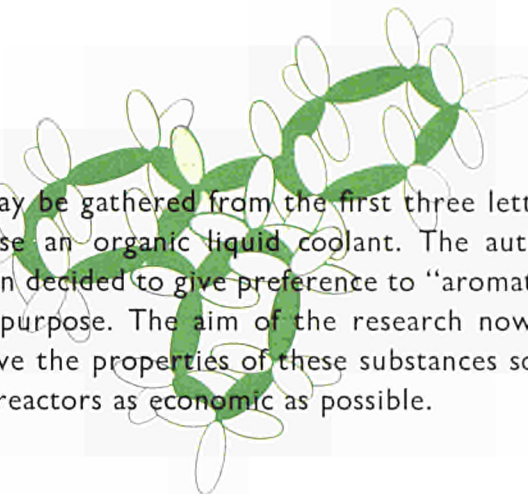 ay be gathered from the first three lett
se an organic liquid coolant. The aut
n decided to give preference to “aromat
purpose. The aim of the research now
ve the properties of these substances so
reactors as economic as possible.